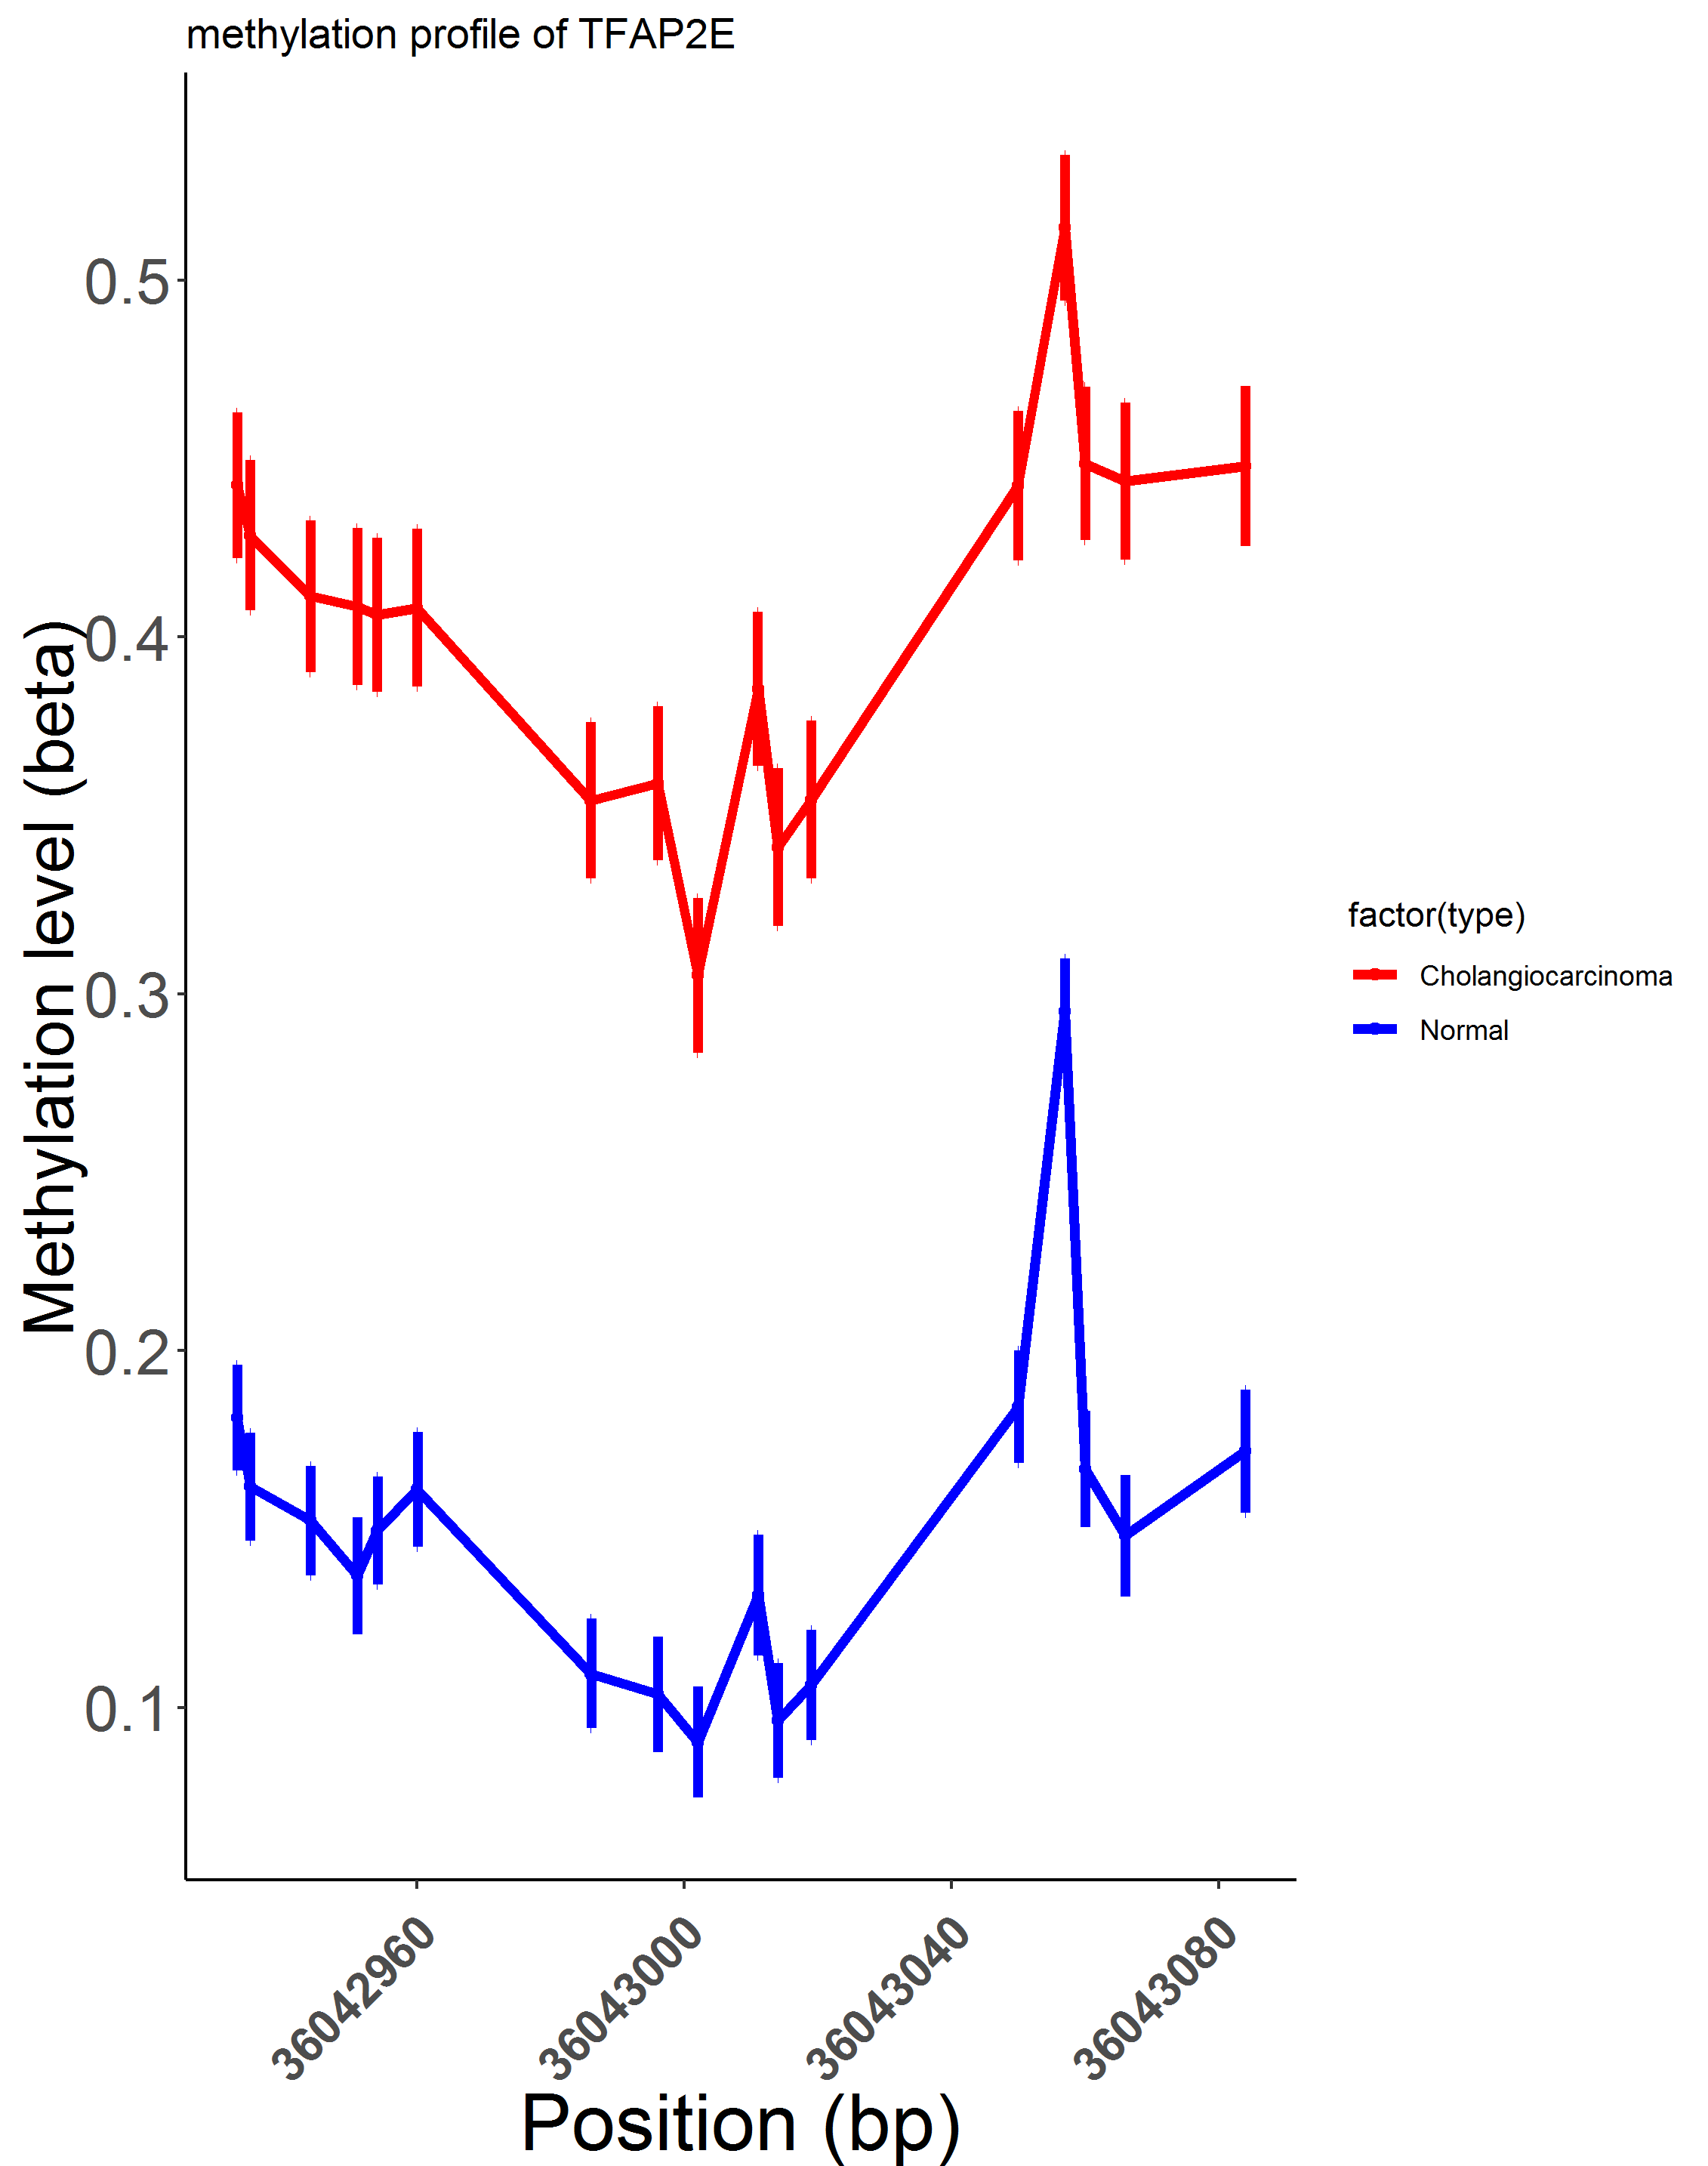 methylation profile of TFAP2E
Methylation level (beta)
0.5
0.4
0.3
0.2
0.1
factor(type)
Cholangiocarcinoma
Normal
36042960
36043000
36043040
36043080
Position (bp)